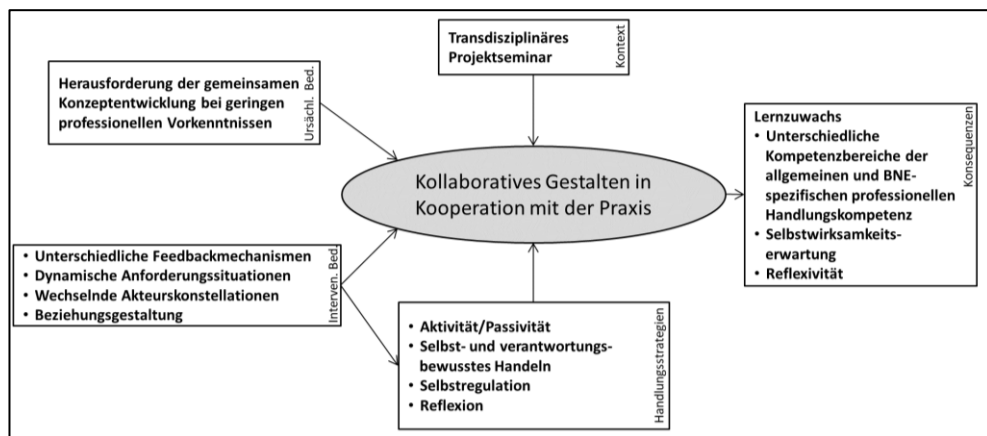 Transdisziplinäres
Projektseminar
Kontext
Herausforderung der gemeinsamen
Konzeptentwicklung bei geringen
professionellen Vorkenntnissen
Ursächl. Bed.
Kollaboratives Gestalten in
Kooperation mit der Praxis
Lernzuwachs
• Unterschiedliche
Kompetenzbereiche der
allgemeinen und BNE-
spezifischen professionellen
Handlungskompetenz
• Selbstwirksamkeits-
erwartung
• Reflexivität
Konsequenzen
• Unterschiedliche Feedbackmechanismen
• Dynamische Anforderungssituationen
• Wechselnde Akteurskonstellationen
• Beziehungsgestaltung
Interven. Bed.
• Aktivität/Passivität
• Selbst- und verantwortungs-
bewusstes Handeln
• Selbstregulation
• Reflexion
Handlungsstrategien